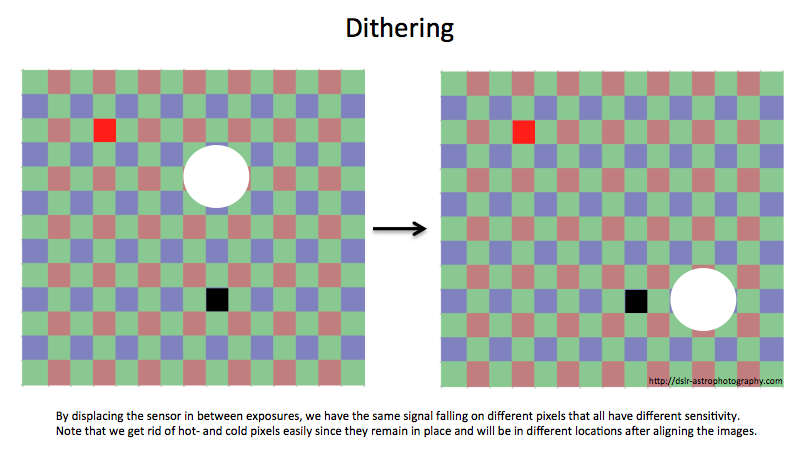 Dithering
http://dslr-astrophotography.com
By displacing the sensor in between exposures, we have the same signal falling on different pixels that all have different sensitivity.
Note that we get rid of hot- and cold pixels easily since they remain in place and will be in different locations after aligning the images.